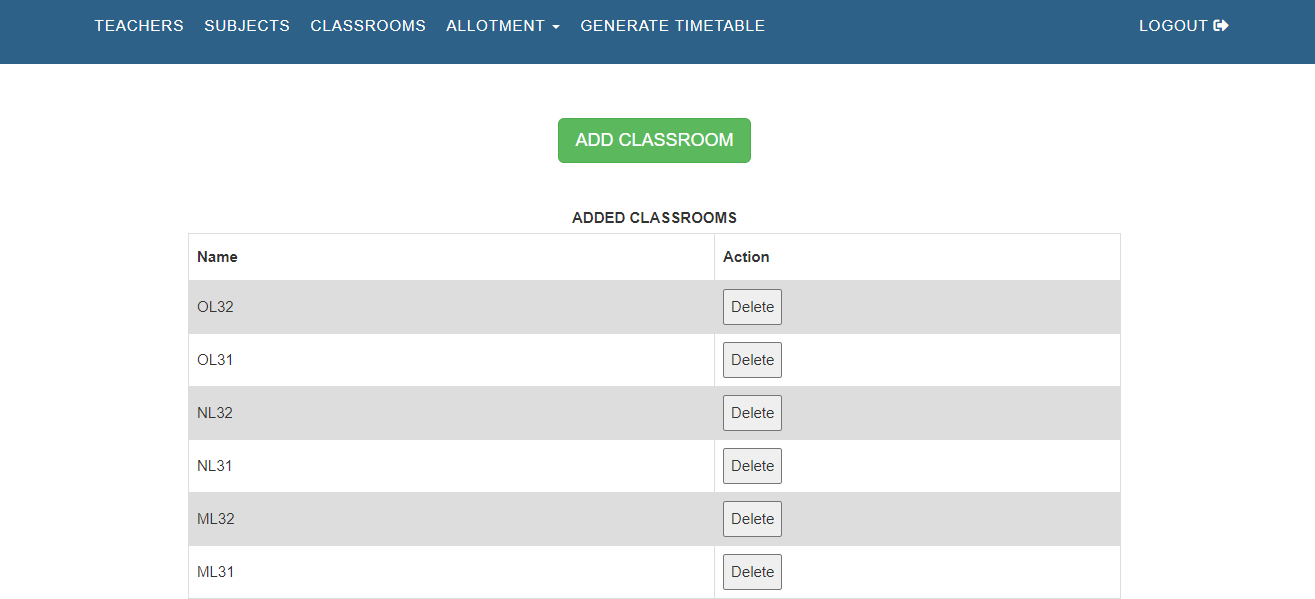 TEACHERS SUBJECTS CLASSROOMS ALLOTMENT GENERATE TIMETABLE LOGOUT
ADD CLASSROOM
ADDED CLASSROOMS
Name Action
OL32 Delete
OL31 Delete
NL32 Delete
NL31 Delete
ML32 Delete
ML31 Delete